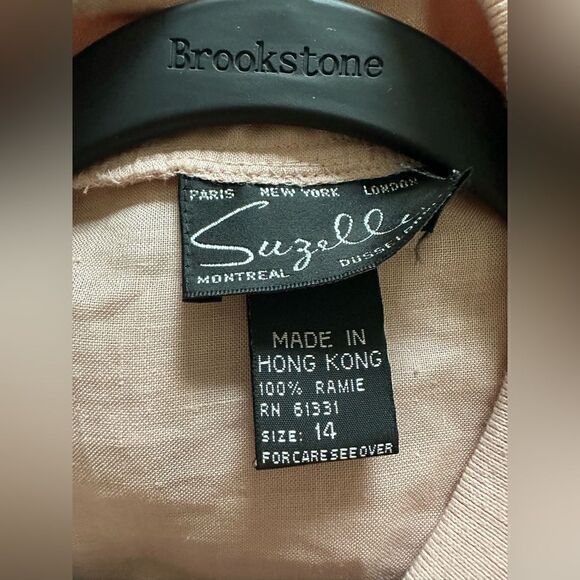 Brookstone
PARIS NEW YORK LONDON
Suzelle
MONTREAL DUSSELDORF
MADE IN
HONG KONG
100% RAMIE
RN 61331
SIZE: 14
FOR CARE SEE OVER